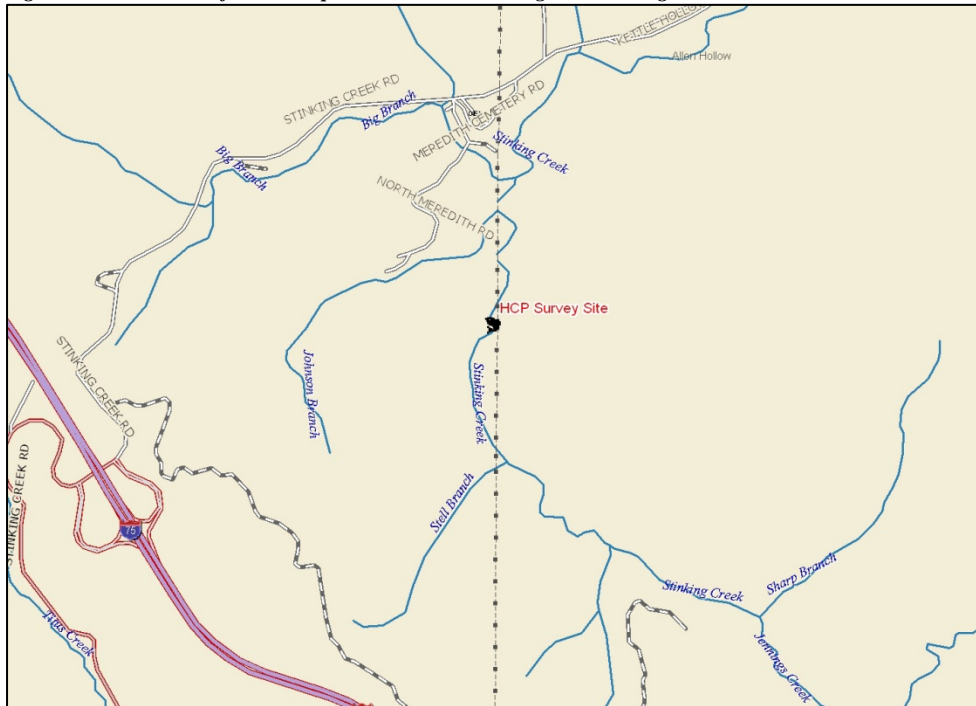 KETTLE HOLLOW
Allen Hollow
STINKING CREEK RD
Big Branch
MEREDITH CEMETERY RD
Stinking Creek
Big Branch
NORTH MEREDITH RD
HCP Survey Site
STINKING CREEK RD
Johnson Branch
Stinking Creek
STINKING CREEK RD
75
Stell Branch
Sharp Branch
Stinking Creek
Titus Creek
Jennings Creek